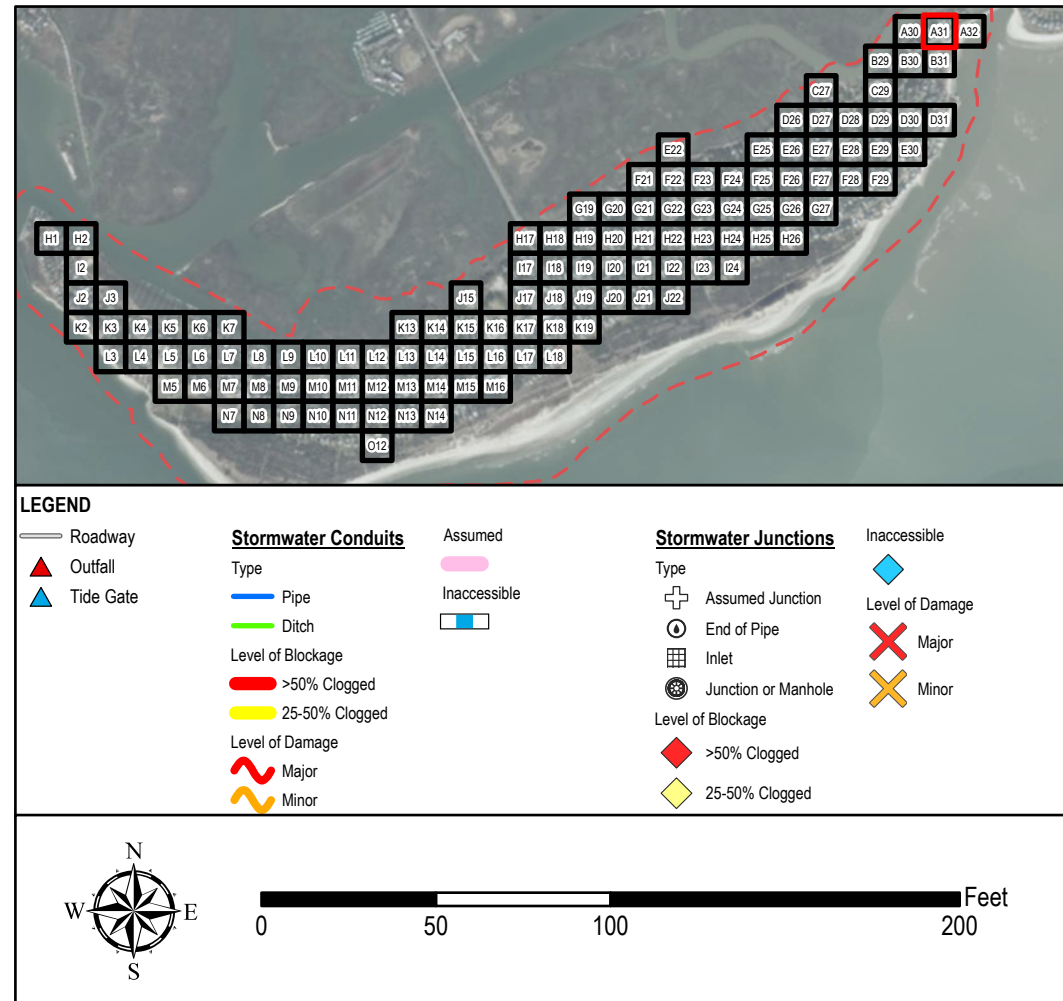 A30 A31 A32
B29 B30 B31
C27 C29
D26 D27 D28 D29 D30 D31
E22 E25 E26 E27 E28 E29 E30
F21 F22 F23 F24 F25 F26 F27 F28 F29
G19 G20 G21 G22 G23 G24 G25 G26 G27
H1 H2 H17 H18 H19 H20 H21 H22 H23 H24 H25 H26
I2 I17 I18 I19 I20 I21 I22 I23 I24
J2 J3 J15 J17 J18 J19 J20 J21 J22
K2 K3 K4 K5 K6 K7 K13 K14 K15 K16 K17 K18 K19
L3 L4 L5 L6 L7 L8 L9 L10 L11 L12 L13 L14 L15 L16 L17 L18
M5 M6 M7 M8 M9 M10 M11 M12 M13 M14 M15 M16
N7 N8 N9 N10 N11 N12 N13 N14
O12
LEGEND
Roadway
Outfall
Tide Gate
Stormwater Conduits
Type
Pipe
Ditch
Level of Blockage
>50% Clogged
25-50% Clogged
Level of Damage
Major
Minor
Assumed
Inaccessible
Stormwater Junctions
Type
Assumed Junction
End of Pipe
Inlet
Junction or Manhole
Level of Blockage
>50% Clogged
25-50% Clogged
Inaccessible
Level of Damage
Major
Minor
N
W E
S
Feet
0 50 100 200